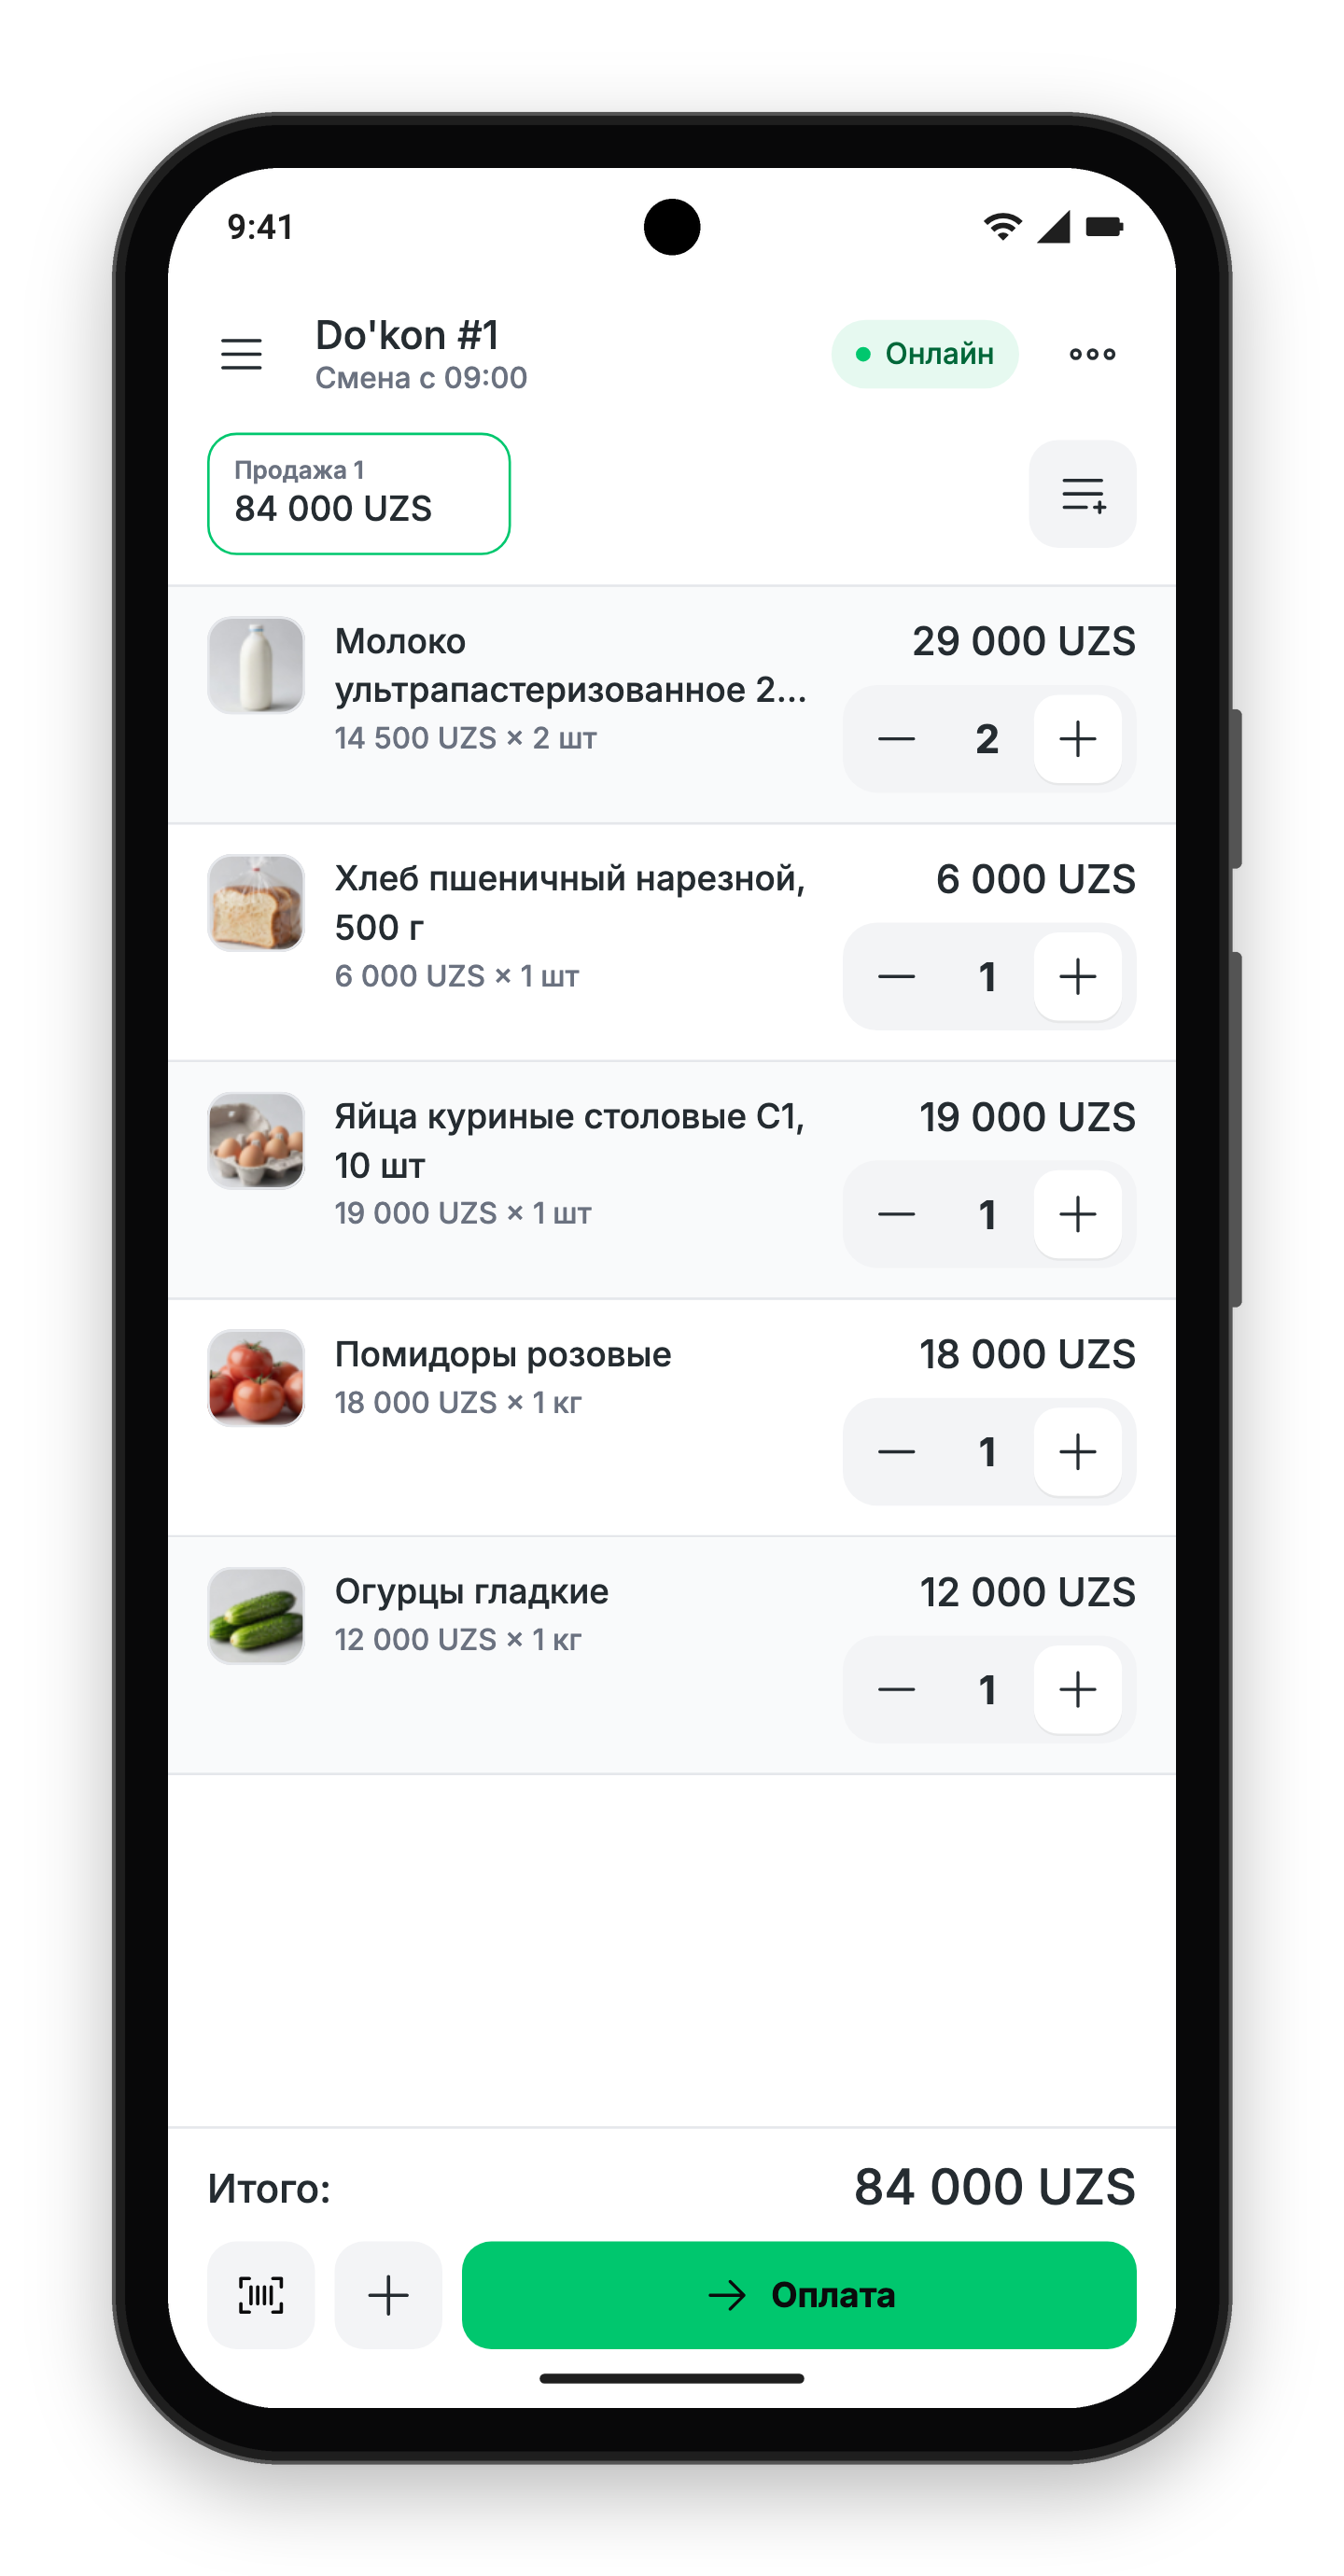 9:41
Do'kon #1
Смена с 09:00
Онлайн
Продажа 1
84 000 UZS
Молоко
ультрапастеризованное 2...
14 500 UZS × 2 шт
29 000 UZS
2
Хлеб пшеничный нарезной,
500 г
6 000 UZS × 1 шт
6 000 UZS
1
Яйца куриные столовые С1,
10 шт
19 000 UZS × 1 шт
19 000 UZS
1
Помидоры розовые
18 000 UZS × 1 кг
18 000 UZS
1
Огурцы гладкие
12 000 UZS × 1 кг
12 000 UZS
1
Итого:
84 000 UZS
Оплата